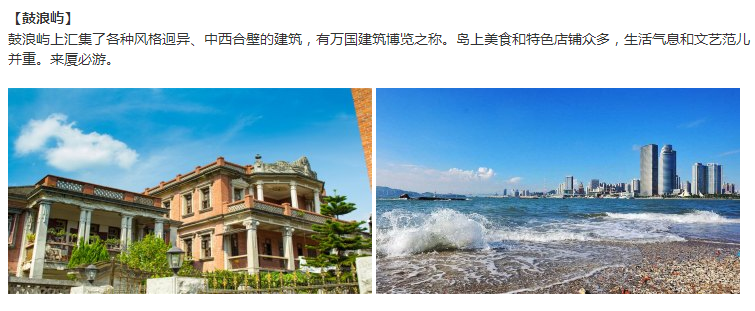 【鼓浪屿】
鼓浪屿上汇集了各种风格迥异、中西合壁的建筑，有万国建筑博览之称。岛上美食和特色店铺众多，生活气息和文艺范儿
并重。来厦必游。